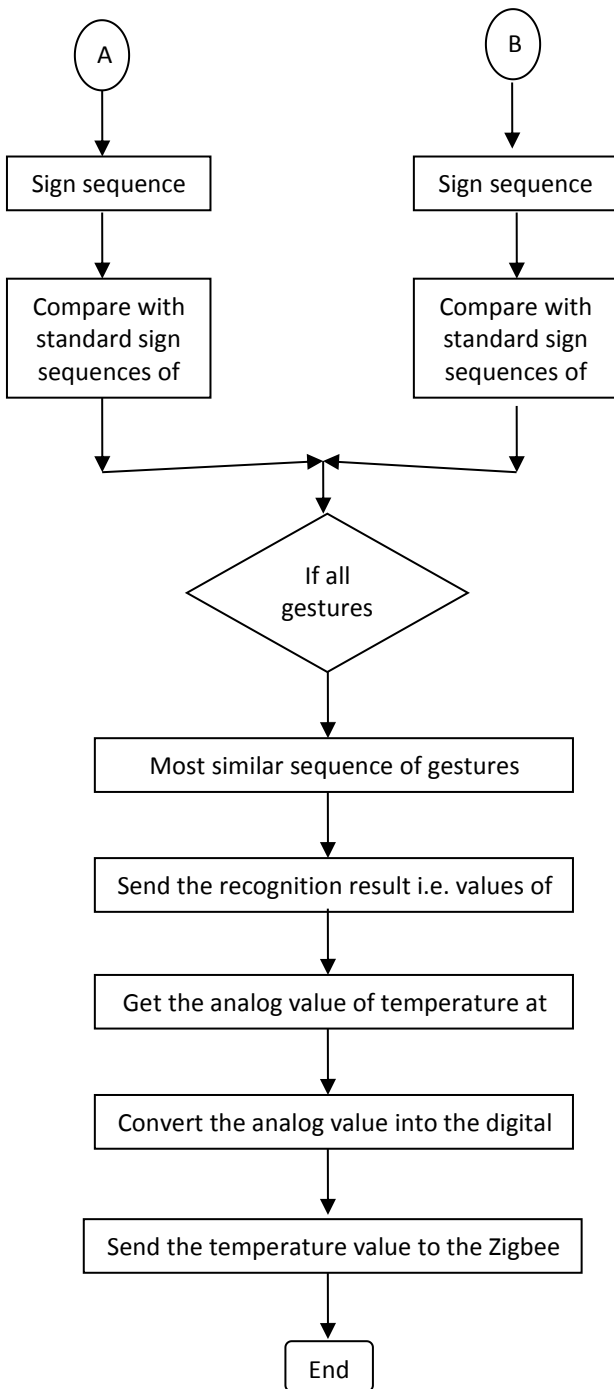 A
B
Sign sequence
Sign sequence
Compare with
standard sign
sequences of
Compare with
standard sign
sequences of
If all
gestures
Most similar sequence of gestures
Send the recognition result i.e. values of
Get the analog value of temperature at
Convert the analog value into the digital
Send the temperature value to the Zigbee
End